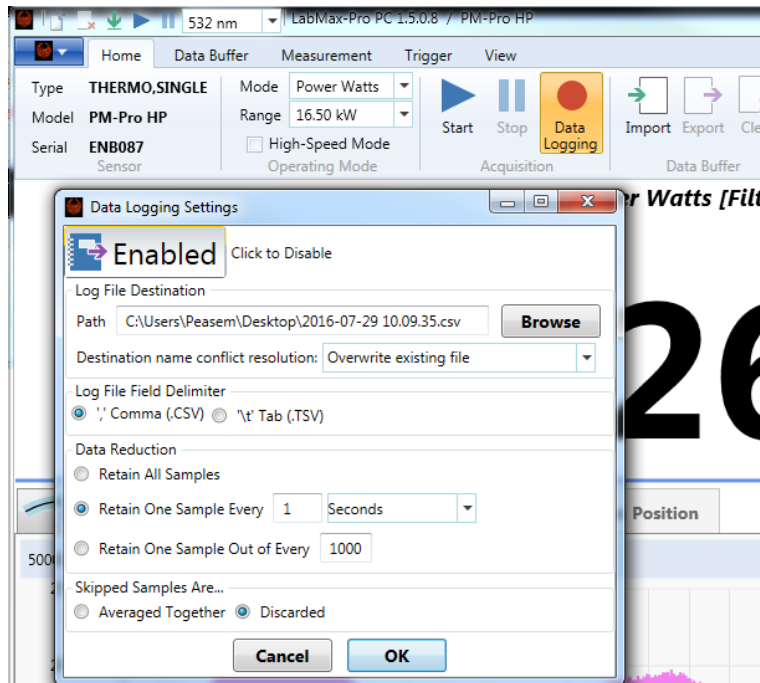 532 nm LabMax-Pro PC 1.5.0.8 / PM-Pro HP
Home Data Buffer Measurement Trigger View
Type THERMO,SINGLE Mode Power Watts
Model PM-Pro HP Range 16.50 kW
Start Stop Data Logging Import Export Cle
Serial ENB087 High-Speed Mode
Sensor Operating Mode Acquisition Data Buffer
Data Logging Settings
er Watts [Filt
Enabled Click to Disable
Log File Destination
Path C:\Users\Peasem\Desktop\2016-07-29 10.09.35.csv Browse
Destination name conflict resolution: Overwrite existing file
26
Log File Field Delimiter
',' Comma (.CSV) '\t' Tab (.TSV)
Data Reduction
Retain All Samples
Retain One Sample Every 1 Seconds
Position
Retain One Sample Out of Every 1000
500
Skipped Samples Are...
Averaged Together Discarded
Cancel OK